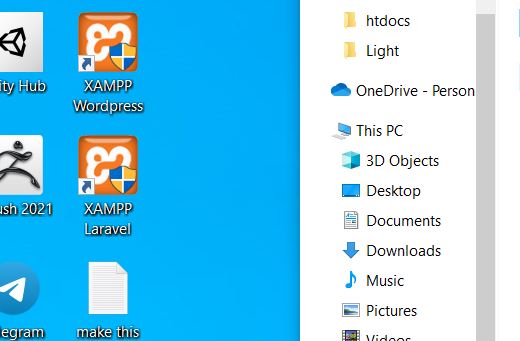 ity Hub
XAMPP
Wordpress
ush 2021
XAMPP
Laravel
egram
make this
htdocs
Light
OneDrive - Person
This PC
3D Objects
Desktop
Documents
Downloads
Music
Pictures
Videos